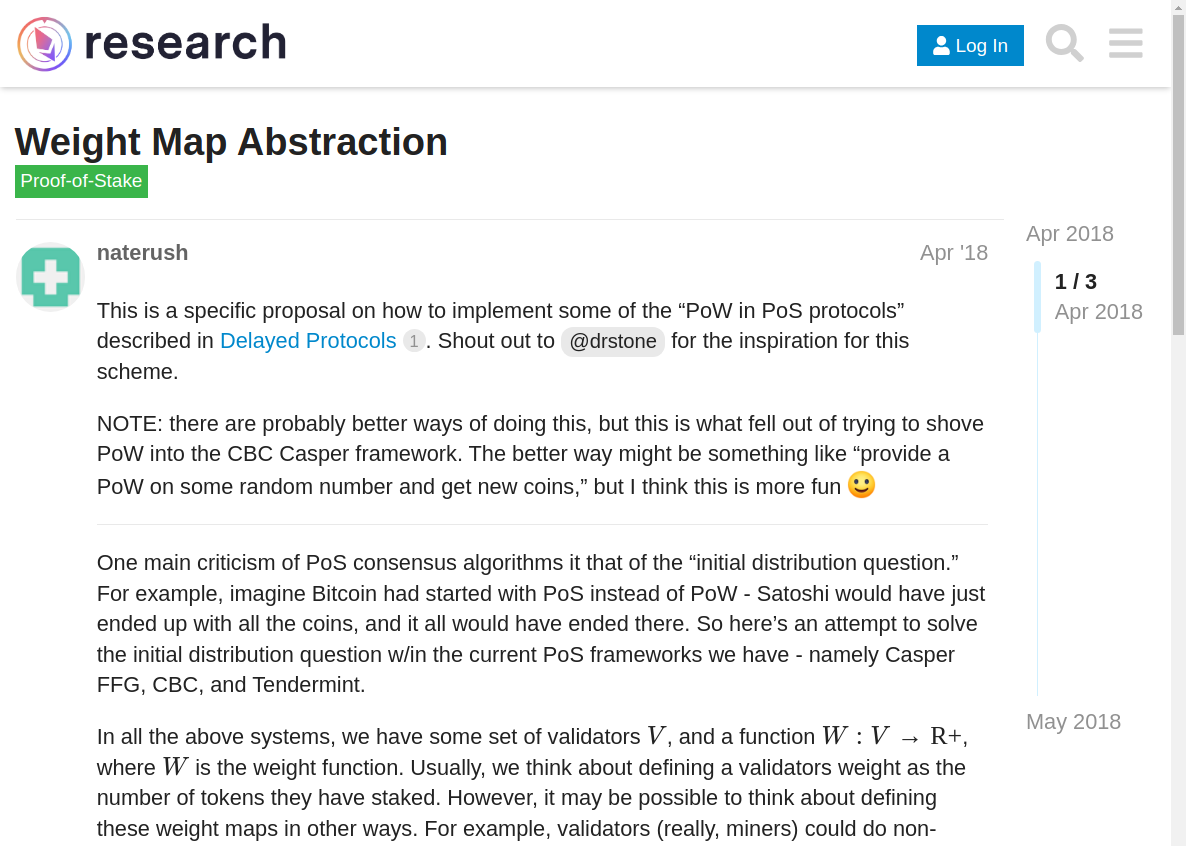 research
Log In
Weight Map Abstraction
Proof-of-Stake
naterush
Apr '18
This is a specific proposal on how to implement some of the “PoW in PoS protocols”
described in Delayed Protocols 1. Shout out to @drstone for the inspiration for this
scheme.
NOTE: there are probably better ways of doing this, but this is what fell out of trying to shove
PoW into the CBC Casper framework. The better way might be something like “provide a
PoW on some random number and get new coins,” but I think this is more fun 🙂
One main criticism of PoS consensus algorithms it that of the “initial distribution question.”
For example, imagine Bitcoin had started with PoS instead of PoW - Satoshi would have just
ended up with all the coins, and it all would have ended there. So here’s an attempt to solve
the initial distribution question w/in the current PoS frameworks we have - namely Casper
FFG, CBC, and Tendermint.
In all the above systems, we have some set of validators V, and a function W : V → R+,
where W is the weight function. Usually, we think about defining a validators weight as the
number of tokens they have staked. However, it may be possible to think about defining
these weight maps in other ways. For example, validators (really, miners) could do non-
Apr 2018
1 / 3
Apr 2018
May 2018